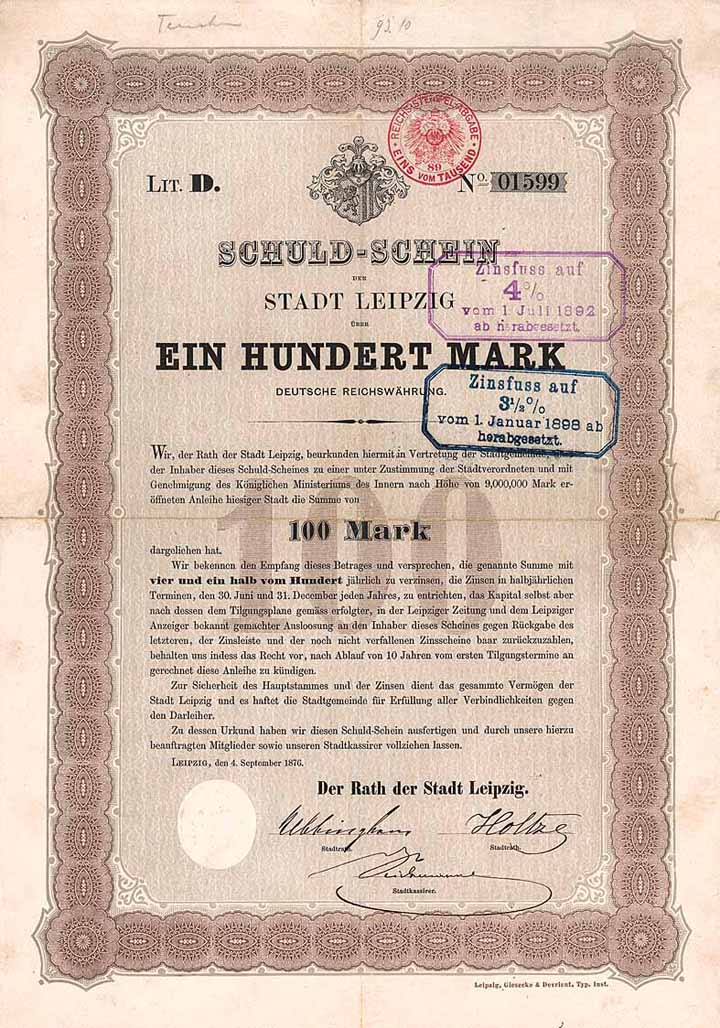 92.10
REICHSSTEMPEL-ABGABE
89
EINS VOM TAUSEND
LIT. D.
No. 01599
SCHULD-SCHEIN
DER
STADT LEIPZIG
ÜBER
EIN HUNDERT MARK
DEUTSCHE REICHSWÄHRUNG.
Zinsfuss auf
4%
vom 1 Juli 1892
ab herabgesetzt.
Zinsfuss auf
3½%
vom 1. Januar 1898 ab
herabgesetzt.
Wir, der Rath der Stadt Leipzig, beurkunden hiermit in Vertretung der Stadtgemeinde,
der Inhaber dieses Schuld-Scheines zu einer unter Zustimmung der Stadtverordneten und mit
Genehmigung des Königlichen Ministeriums des Innern nach Höhe von 9,000,000 Mark er-
öffneten Anleihe hiesiger Stadt die Summe von
100
100 Mark
dargeliehen hat.
Wir bekennen den Empfang dieses Betrages und versprechen, die genannte Summe mit
vier und ein halb vom Hundert jährlich zu verzinsen, die Zinsen in halbjährlichen
Terminen, den 30. Juni und 31. December jeden Jahres, zu entrichten, das Kapital selbst aber
nach dessen dem Tilgungsplane gemäss erfolgter, in der Leipziger Zeitung und dem Leipziger
Anzeiger bekannt gemachter Ausloosung an den Inhaber dieses Scheines gegen Rückgabe des
letzteren, der Zinsleiste und der noch nicht verfallenen Zinsscheine baar zurückzuzahlen,
behalten uns indess das Recht vor, nach Ablauf von 10 Jahren vom ersten Tilgungstermine an
gerechnet diese Anleihe zu kündigen.
Zur Sicherheit des Hauptstammes und der Zinsen dient das gesammte Vermögen der
Stadt Leipzig und es haftet die Stadtgemeinde für Erfüllung aller Verbindlichkeiten gegen
den Darleiher.
Zu dessen Urkund haben wir diesen Schuld-Schein ausfertigen und durch unsere hierzu
beauftragten Mitglieder sowie unseren Stadtkassirer vollziehen lassen.
LEIPZIG, den 4. September 1876.
Der Rath der Stadt Leipzig.
Holtze
Stadtrath.
Stadtrath.
Stadtkassirer.
Leipzig, Giesecke & Devrient, Typ. Inst.